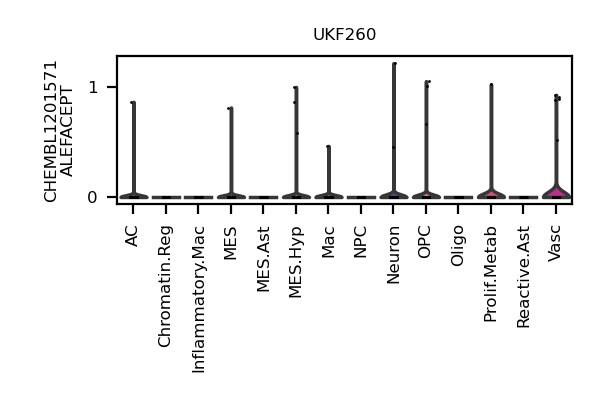 UKF260
CHEMBL1201571
ALEFACEPT
1
0
AC
Chromatin.Reg
Inflammatory.Mac
MES
MES.Ast
MES.Hyp
Mac
NPC
Neuron
OPC
Oligo
Prolif.Metab
Reactive.Ast
Vasc